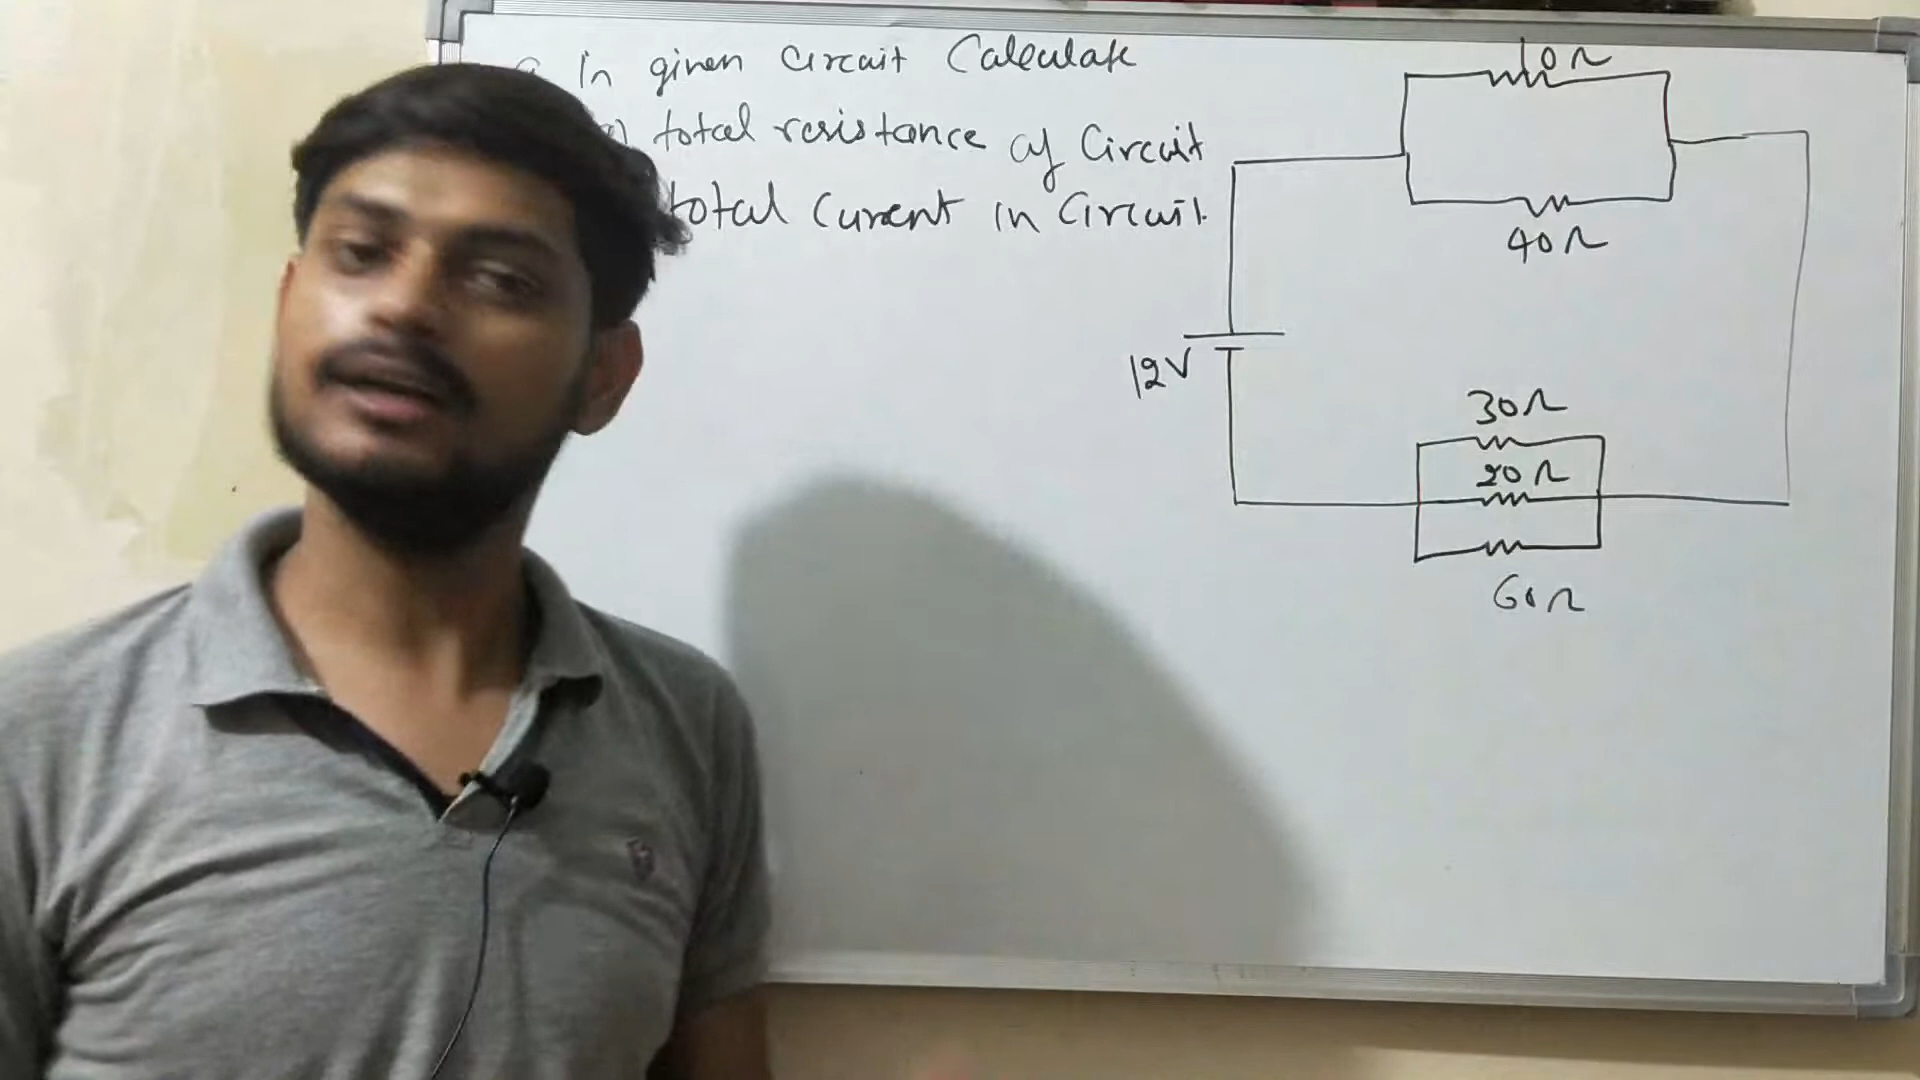 in given circuit Calculate
a) total resistance of Circuit
total Current in Circuit.
10Ω
40Ω
12V
30Ω
20Ω
60Ω